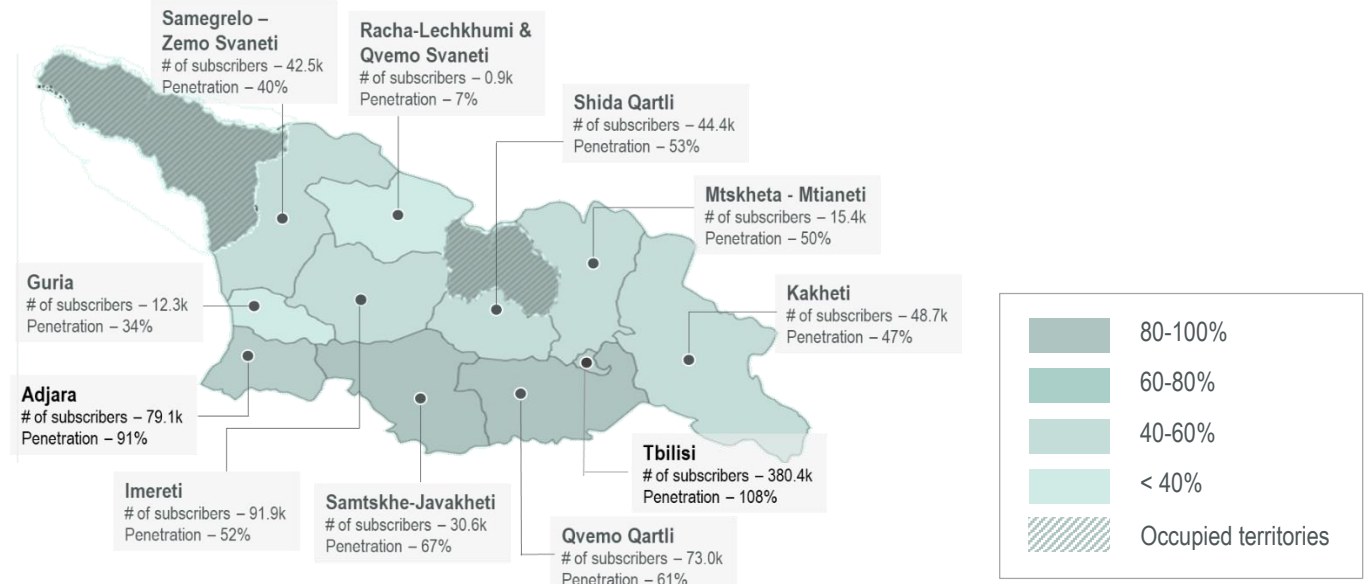 Samegrelo –
Zemo Svaneti
# of subscribers – 42.5k
Penetration – 40%
Racha-Lechkhumi &
Qvemo Svaneti
# of subscribers – 0.9k
Penetration – 7%
Shida Qartli
# of subscribers – 44.4k
Penetration – 53%
Mtskheta - Mtianeti
# of subscribers – 15.4k
Penetration – 50%
Guria
# of subscribers – 12.3k
Penetration – 34%
Kakheti
# of subscribers – 48.7k
Penetration – 47%
Adjara
# of subscribers – 79.1k
Penetration – 91%
Tbilisi
# of subscribers – 380.4k
Penetration – 108%
Imereti
# of subscribers – 91.9k
Penetration – 52%
Samtskhe-Javakheti
# of subscribers – 30.6k
Penetration – 67%
Qvemo Qartli
# of subscribers – 73.0k
Penetration – 61%
80-100%
60-80%
40-60%
< 40%
Occupied territories